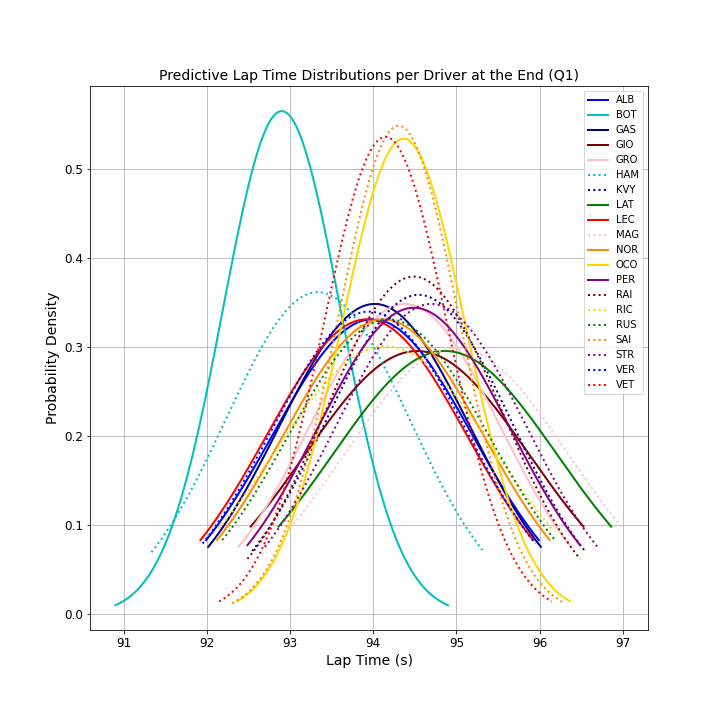 Predictive Lap Time Distributions per Driver at the End (Q1)
ALB
BOT
GAS
GIO
GRO
HAM
KVY
LAT
LEC
MAG
NOR
OCO
PER
RAI
RIC
RUS
SAI
STR
VER
VET
Probability Density
0.5
0.4
0.3
0.2
0.1
0.0
91 92 93 94 95 96 97
Lap Time (s)